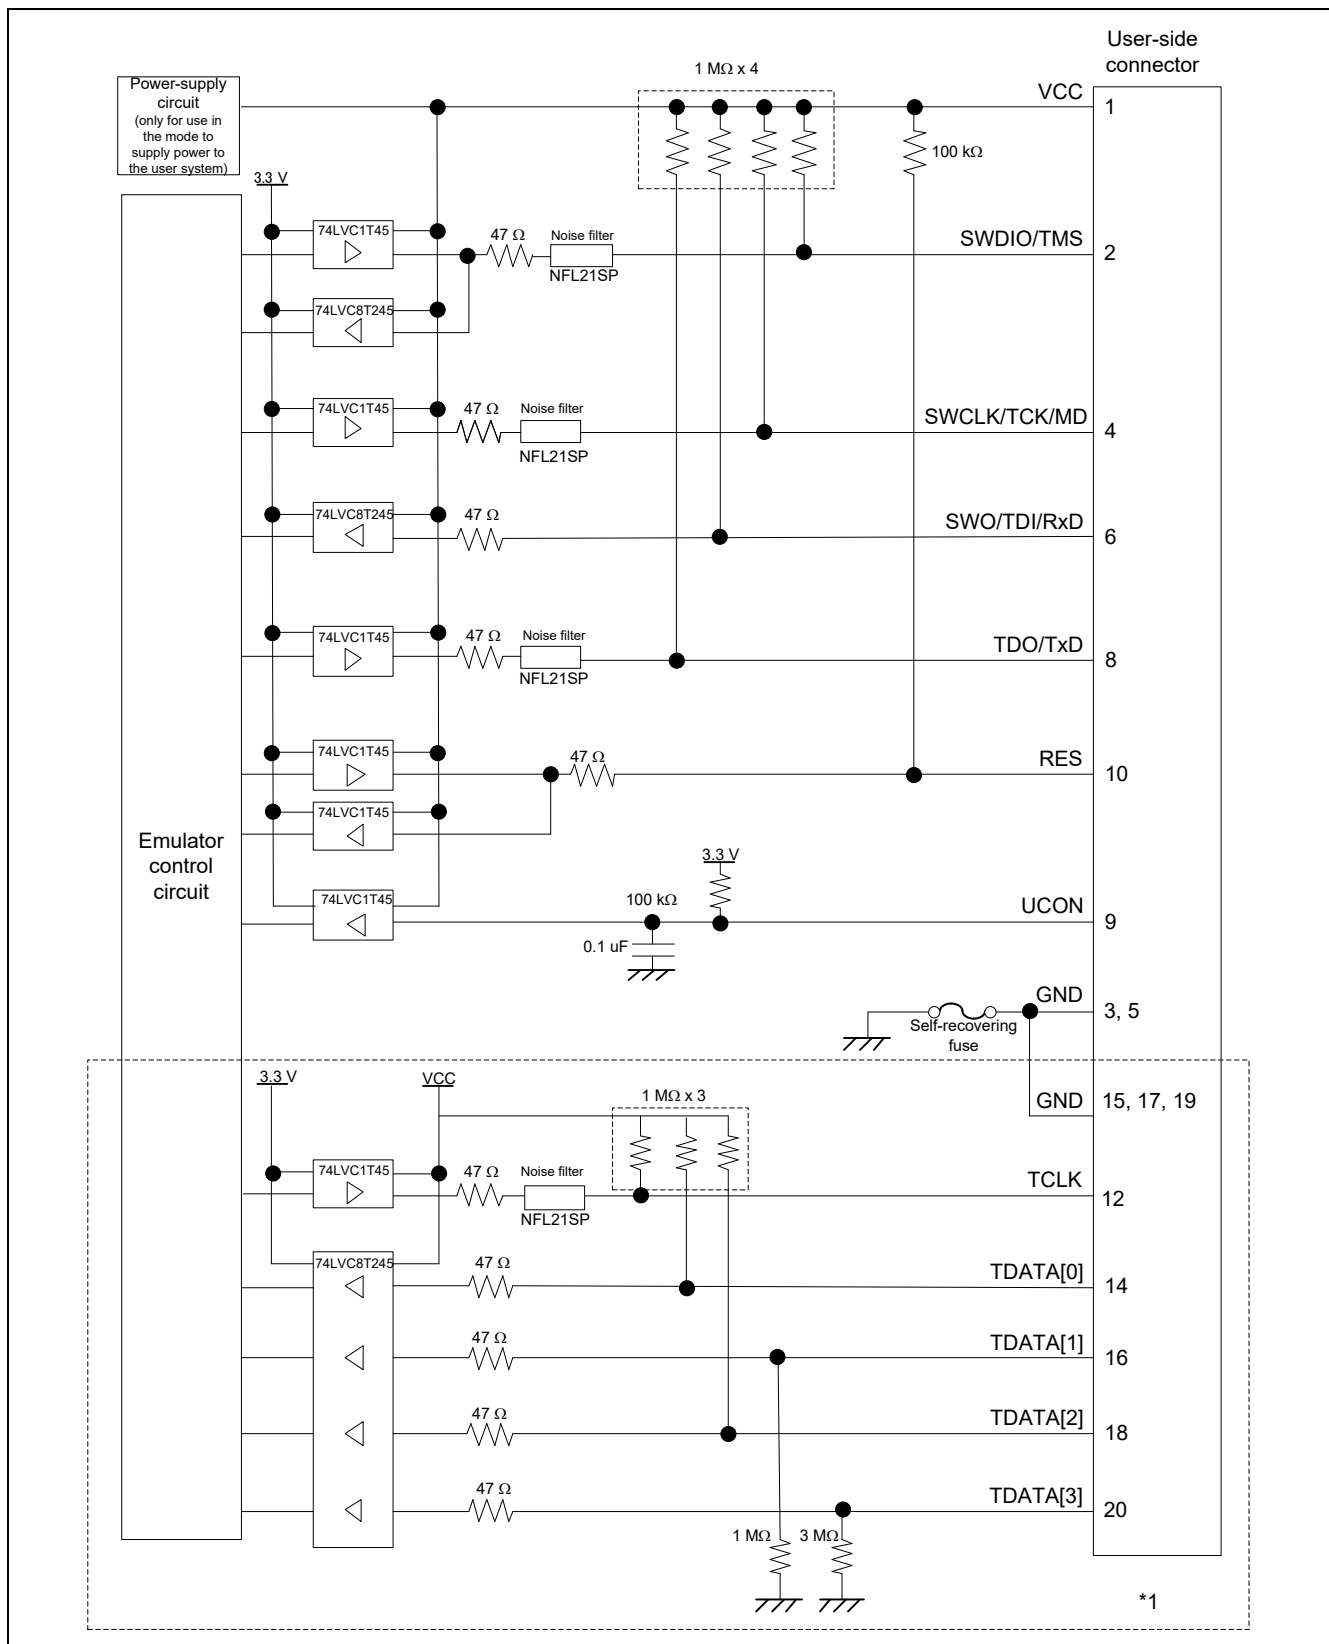 User-side
connector
1 MΩ x 4
Power-supply
circuit
(only for use in
the mode to
supply power to
the user system)
VCC
1
100 kΩ
3.3 V
74LVC1T45
47 Ω
Noise filter
NFL21SP
SWDIO/TMS
2
74LVC8T245
74LVC1T45
47 Ω
Noise filter
NFL21SP
SWCLK/TCK/MD
4
74LVC8T245
47 Ω
SWO/TDI/RxD
6
74LVC1T45
47 Ω
Noise filter
NFL21SP
TDO/TxD
8
74LVC1T45
47 Ω
RES
10
74LVC1T45
Emulator
control
circuit
3.3 V
74LVC1T45
100 kΩ
0.1 uF
UCON
9
GND
3, 5
Self-recovering
fuse
3.3 V
VCC
1 MΩ x 3
GND
15, 17, 19
74LVC1T45
47 Ω
Noise filter
NFL21SP
TCLK
12
74LVC8T245
47 Ω
TDATA[0]
14
47 Ω
TDATA[1]
16
47 Ω
TDATA[2]
18
47 Ω
TDATA[3]
20
1 MΩ
3 MΩ
*1